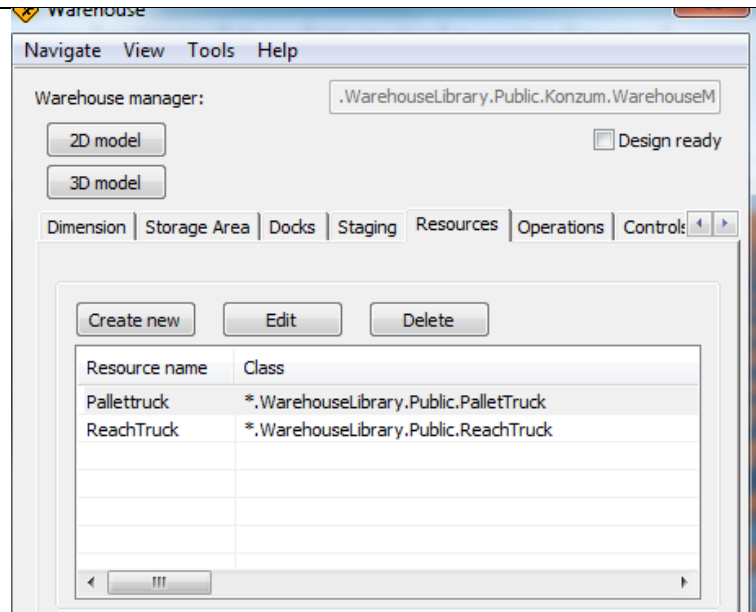 Warehouse
Navigate View Tools Help
Warehouse manager: .WarehouseLibrary.Public.Konzum.WarehouseM
2D model Design ready
3D model
Dimension Storage Area Docks Staging Resources Operations Controls
Create new Edit Delete
Resource name Class
Pallettruck *.WarehouseLibrary.Public.PalletTruck
ReachTruck *.WarehouseLibrary.Public.ReachTruck